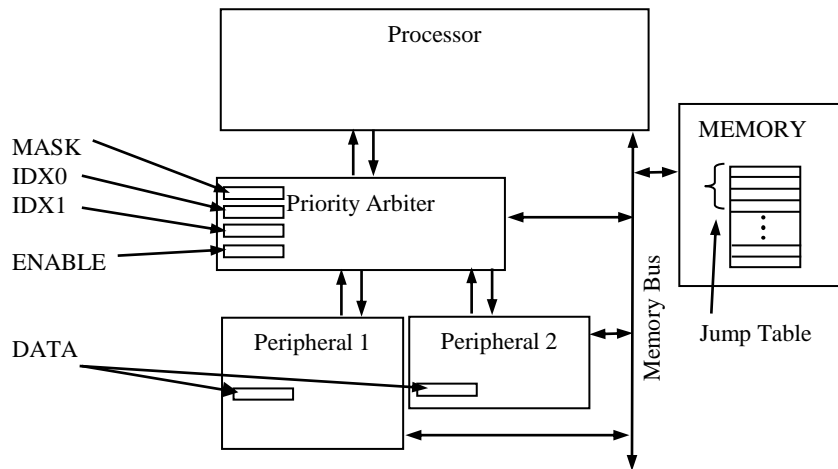 Processor
MEMORY
MASK
IDX0
IDX1
ENABLE
Priority Arbiter
Memory Bus
Jump Table
Peripheral 1
Peripheral 2
DATA